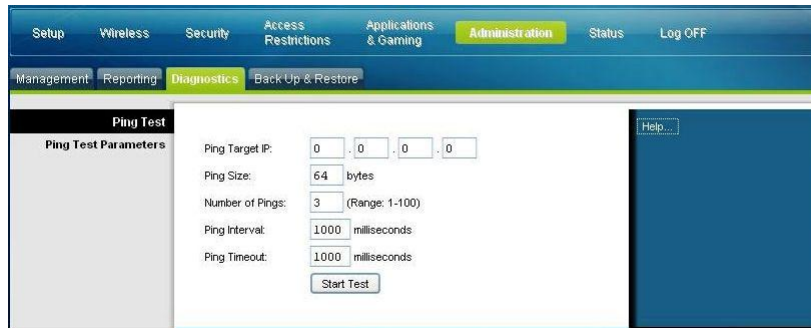 Setup Wireless Security Access Restrictions Applications & Gaming Administration Status Log OFF
Management Reporting Diagnostics Back Up & Restore
Ping Test
Help...
Ping Test Parameters
Ping Target IP: 0 . 0 . 0 . 0
Ping Size: 64 bytes
Number of Pings: 3 (Range: 1-100)
Ping Interval: 1000 milliseconds
Ping Timeout: 1000 milliseconds
Start Test